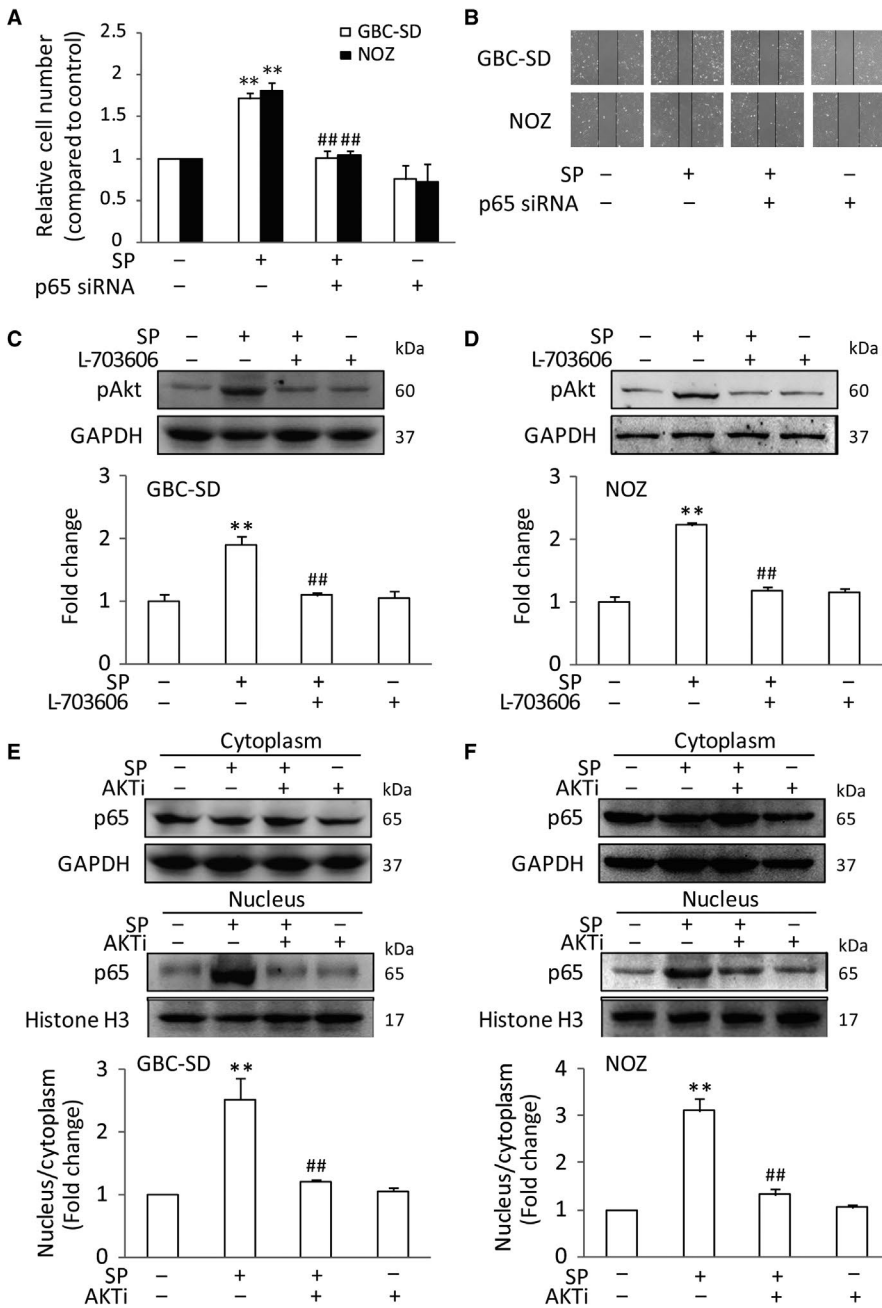 A
Relative cell number
(compared to control)
2
1.5
1
0.5
0
** **
## ##
GBC-SD
NOZ
SP – + + –
p65 siRNA – – + +
B
GBC-SD
NOZ
SP – + + –
p65 siRNA – – + +
C
SP – + + –
L-703606 – – + + kDa
pAkt 60
GAPDH 37
Fold change
3
2
1
0
GBC-SD
**
##
SP – + + –
L-703606 – – + +
D
SP – + + –
L-703606 – – + + kDa
pAkt 60
GAPDH 37
Fold change
3
2
1
0
NOZ
**
##
SP – + + –
L-703606 – – + +
E
Cytoplasm
SP – + + –
AKTi – – + + kDa
p65 65
GAPDH 37
Nucleus
SP – + + –
AKTi – – + + kDa
p65 65
Histone H3 17
Nucleus/cytoplasm
(Fold change)
3
2
1
0
GBC-SD
**
##
SP – + + –
AKTi – – + +
F
Cytoplasm
SP – + + –
AKTi – – + + kDa
p65 65
GAPDH 37
Nucleus
SP – + + –
AKTi – – + + kDa
p65 65
Histone H3 17
Nucleus/cytoplasm
(Fold change)
4
3
2
1
0
NOZ
**
##
SP – + + –
AKTi – – + +